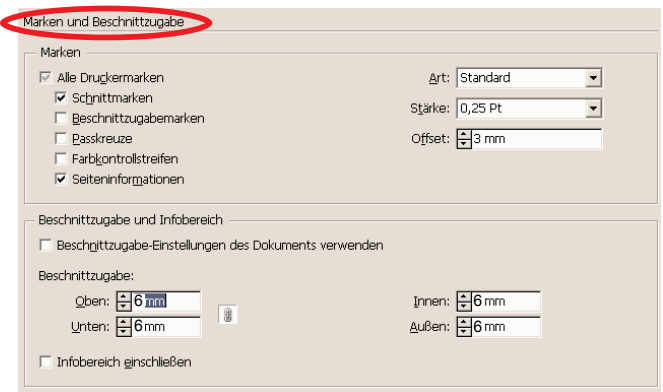 Marken und Beschnittzugabe
Marken
Alle Druckermarken Art: Standard
Schnittmarken Stärke: 0,25 Pt
Beschnittzugabemarken
Passkreuze Offset: 3 mm
Farbkontrollstreifen
Seiteninformationen
Beschnittzugabe und Infobereich
Beschnittzugabe-Einstellungen des Dokuments verwenden
Beschnittzugabe:
Oben: 6 mm Innen: 6 mm
Unten: 6 mm Außen: 6 mm
Infobereich einschließen